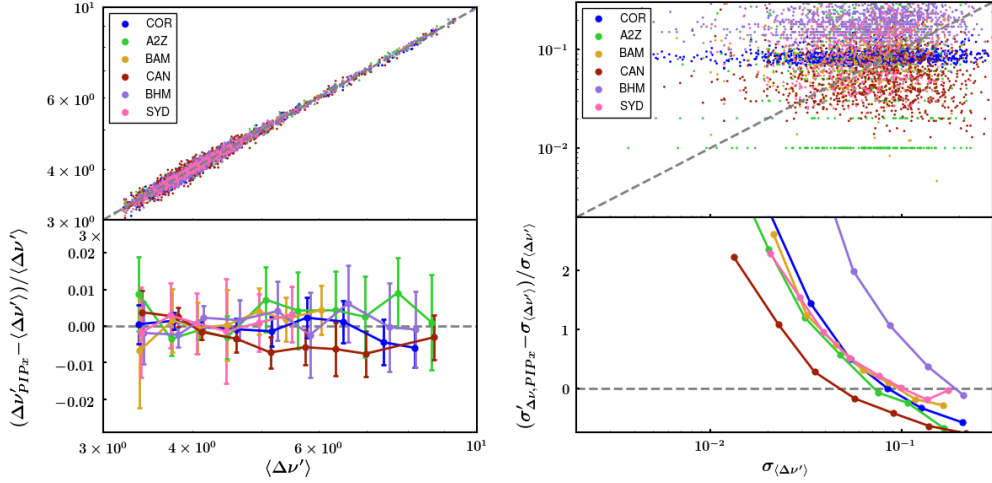 10¹
6 × 10⁰
3 × 10⁰
COR
A2Z
BAM
CAN
BHM
SYD
3 ×
0.02
0.01
0.00
−0.01
−0.02
(Δν′_PIPx − ⟨Δν′⟩)/⟨Δν′⟩
3 × 10⁰
4 × 10⁰
6 × 10⁰
10¹
⟨Δν′⟩
10⁻¹
10⁻²
COR
A2Z
BAM
CAN
BHM
SYD
2
1
0
(σ′_Δν,PIPx − σ_⟨Δν′⟩)/σ_⟨Δν′⟩
10⁻²
10⁻¹
σ_⟨Δν′⟩